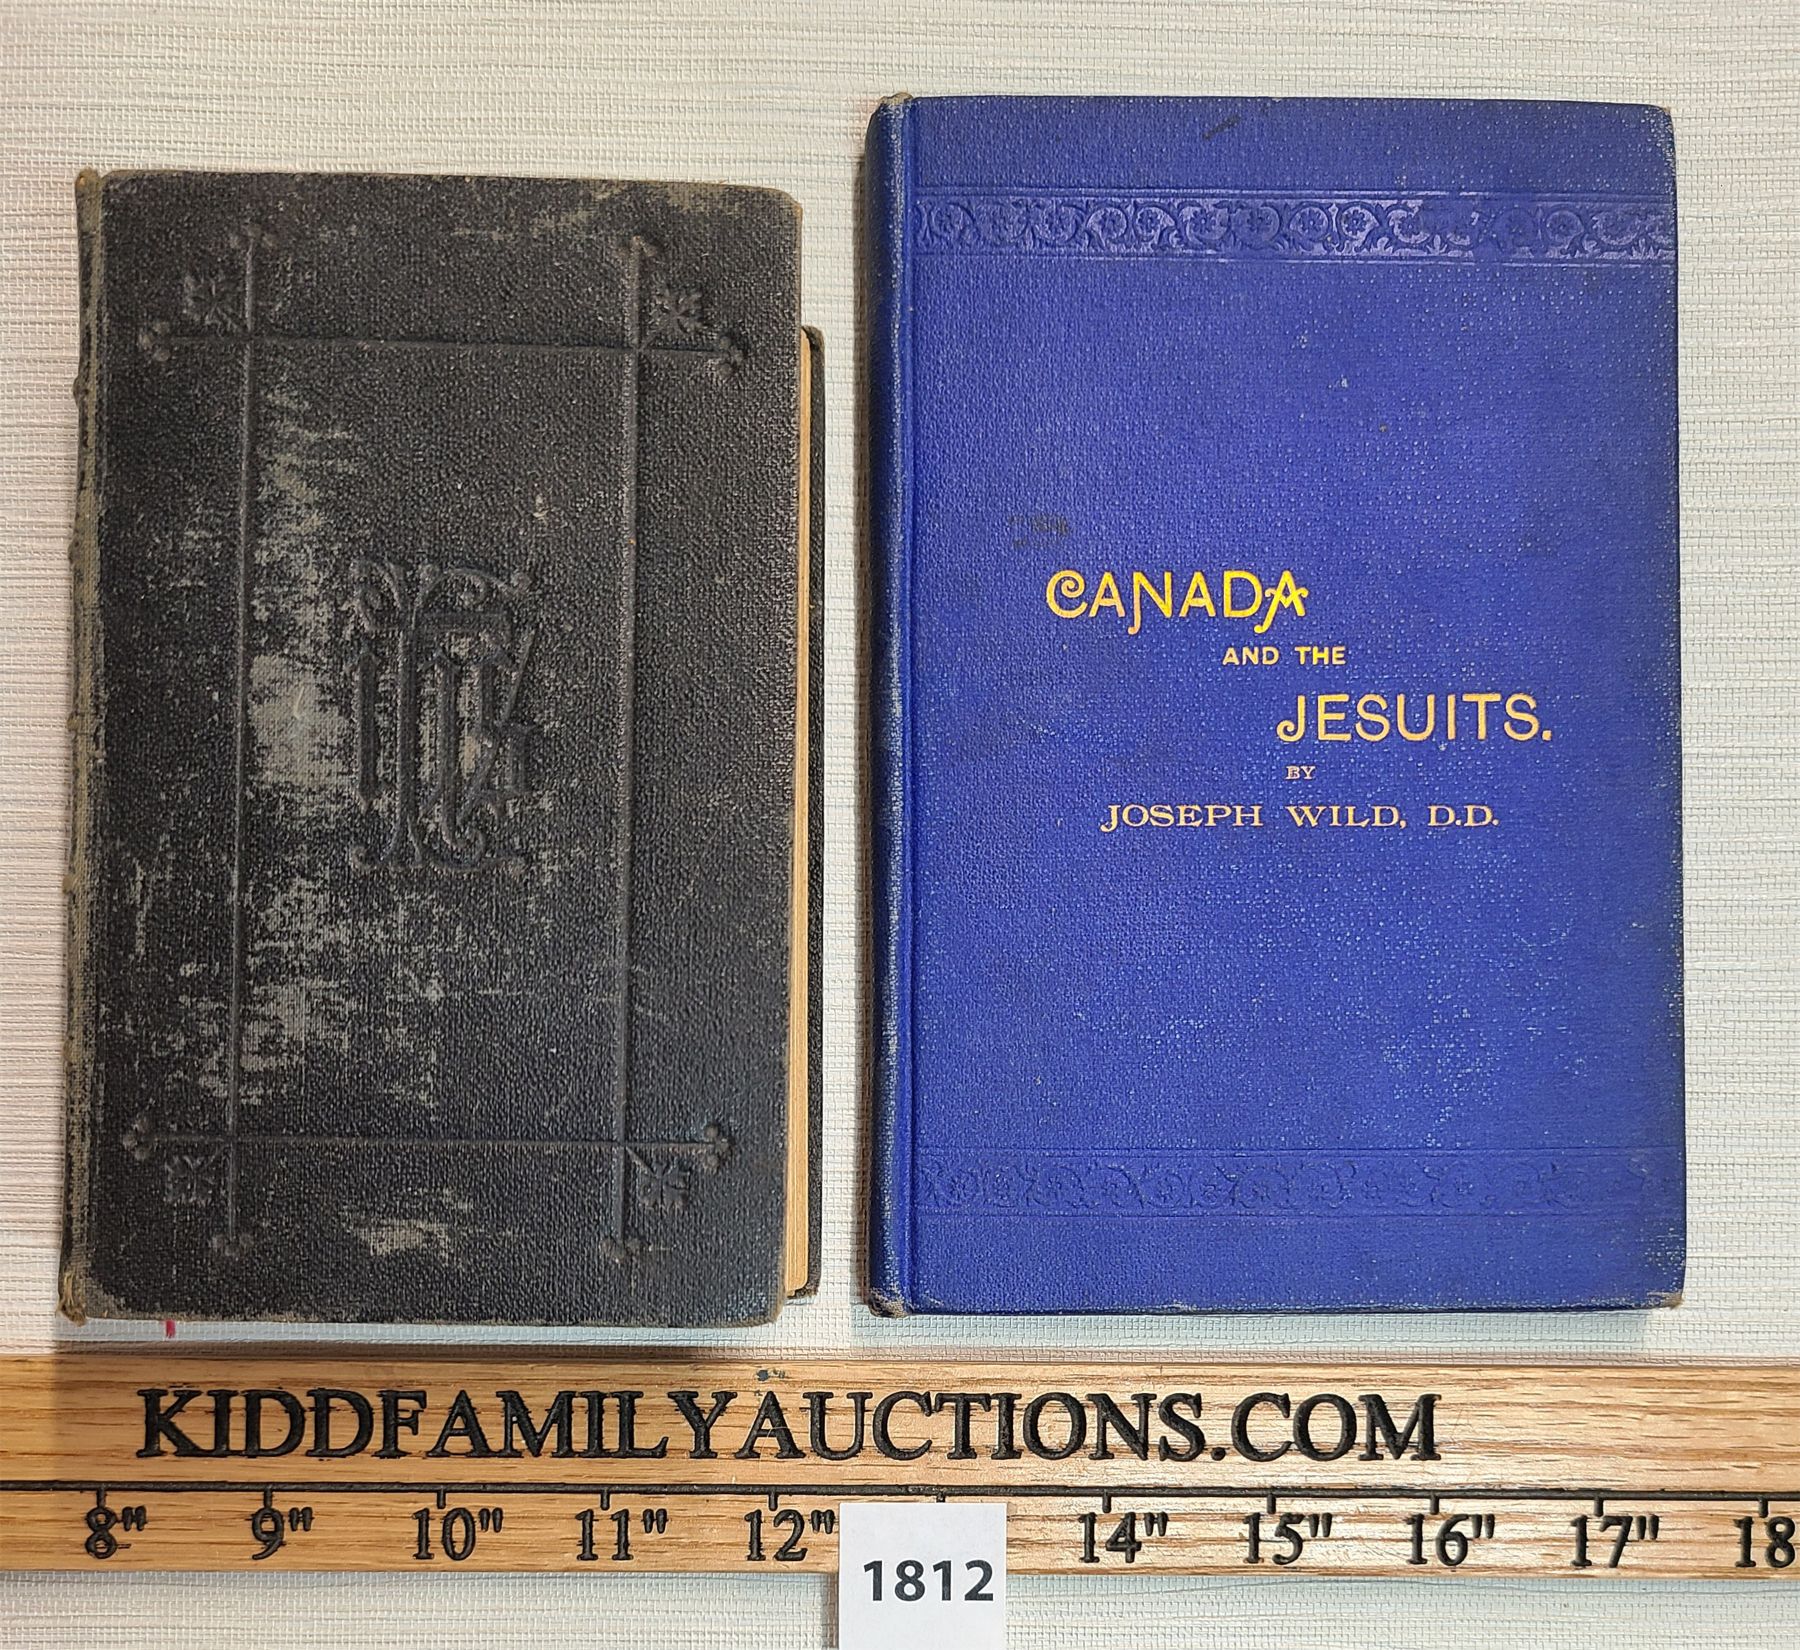 CANADA
AND THE
JESUITS.
BY
JOSEPH WILD, D.D.
KIDDFAMILYAUCTIONS.COM
8" 9" 10" 11" 12" 14" 15" 16" 17" 18
1812